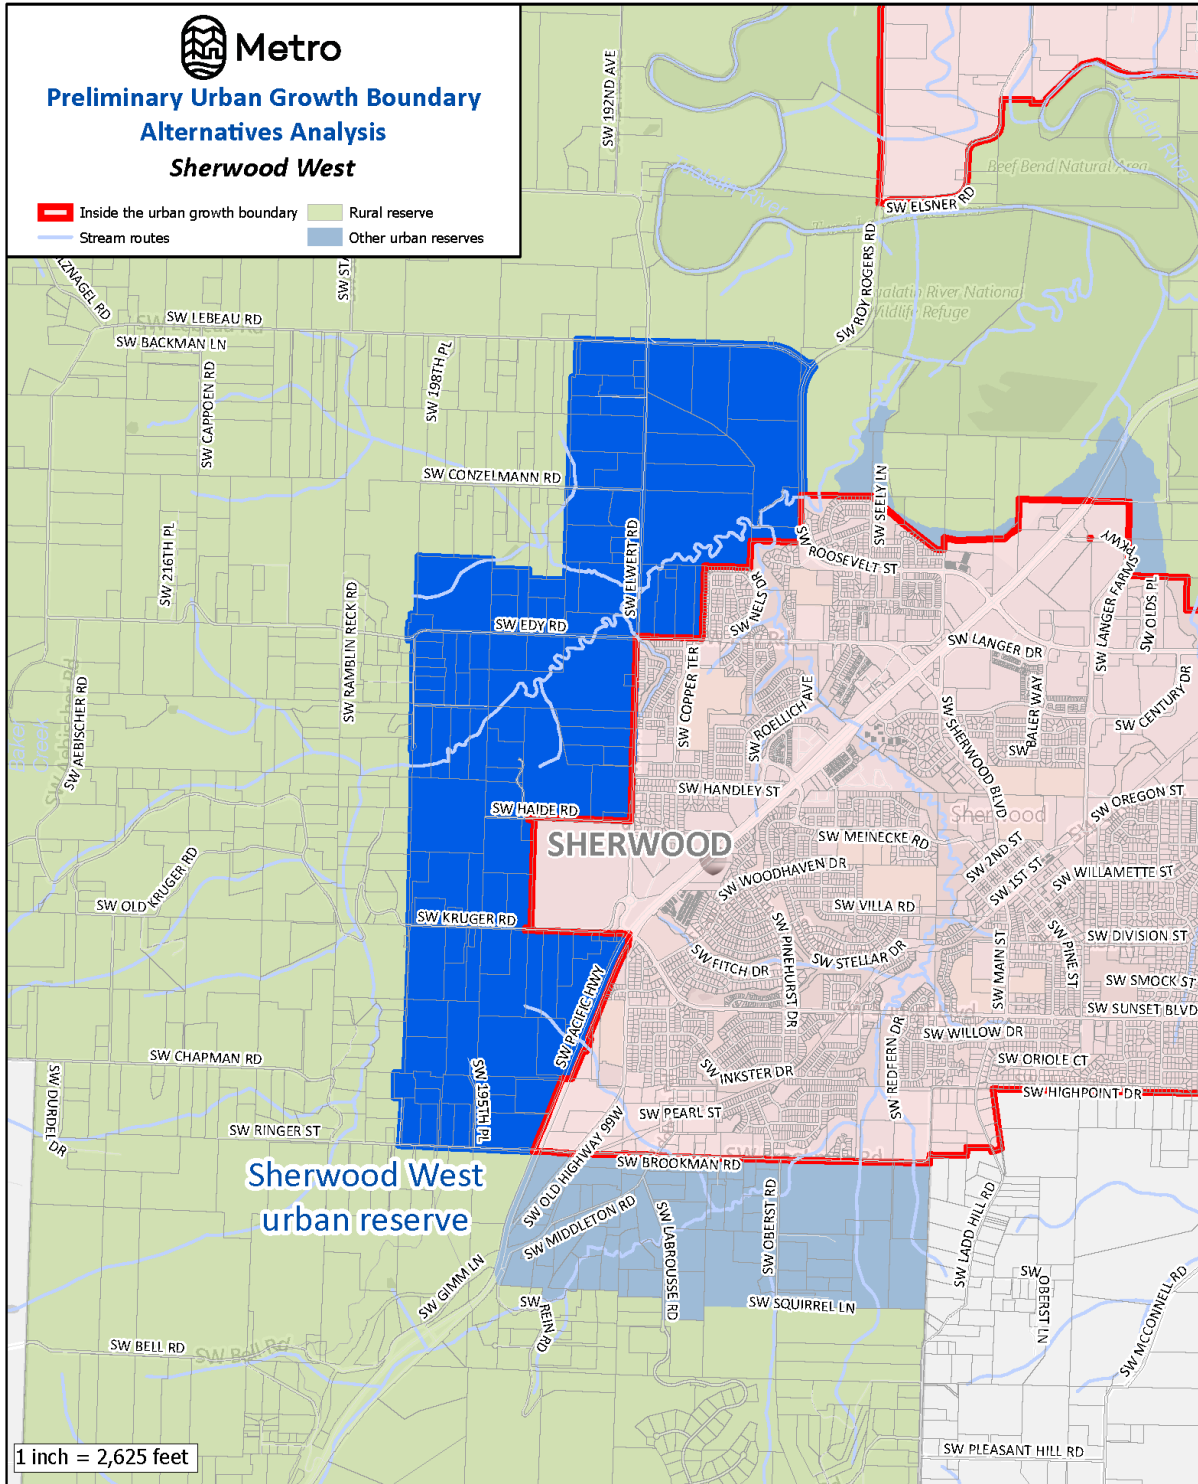 Metro
Preliminary Urban Growth Boundary
Alternatives Analysis
Sherwood West
Inside the urban growth boundary
Rural reserve
Stream routes
Other urban reserves
SW 192ND AVE
Beef Bend Natural Area
SW ELSNER RD
SW ROY ROGERS RD
SW LEBEAU RD
SW BACKMAN LN
SW CAPPOEN RD
SW 198TH PL
SW CONZELMANN RD
SW SEELY LN
SW ELWERT RD
SW ROOSEVELT ST
SW 216TH PL
SW RAMBLIN RECK RD
SW EDY RD
SW NELS DR
SW LANGER FARMS PKWY
SW OLDS PL
SW LANGER DR
SW COPPER TER
SW ROELLICH AVE
SW BALER WAY
SW CENTURY DR
SW SHERWOOD BLVD
SW AEBISCHER RD
SW HANDLEY ST
SW HAIDE RD
SW OREGON ST
Sherwood
SHERWOOD
SW MEINECKE RD
SW 2ND ST
SW 1ST ST
SW WOODHAVEN DR
SW WILLAMETTE ST
SW OLD KRUGER RD
SW VILLA RD
SW KRUGER RD
SW PINEHURST DR
SW STELLAR DR
SW FITCH DR
SW MAIN ST
SW PINE ST
SW DIVISION ST
SW SMOCK ST
SW SUNSET BLVD
SW PACIFIC HWY
SW WILLOW DR
SW REDFERN DR
SW ORIOLE CT
SW CHAPMAN RD
SW INKSTER DR
SW HIGHPOINT DR
SW DURDEL DR
SW 195TH PL
SW PEARL ST
SW RINGER ST
SW OLD HIGHWAY 99W
SW BROOKMAN RD
Sherwood West
urban reserve
SW MIDDLETON RD
SW LABROUSSE RD
SW OBERST RD
SW LADD HILL RD
SW GIMM LN
SW REIN RD
SW SQUIRREL LN
SW OBERST LN
SW MCCONNELL RD
SW BELL RD
SW Bell Rd
SW PLEASANT HILL RD
1 inch = 2,625 feet